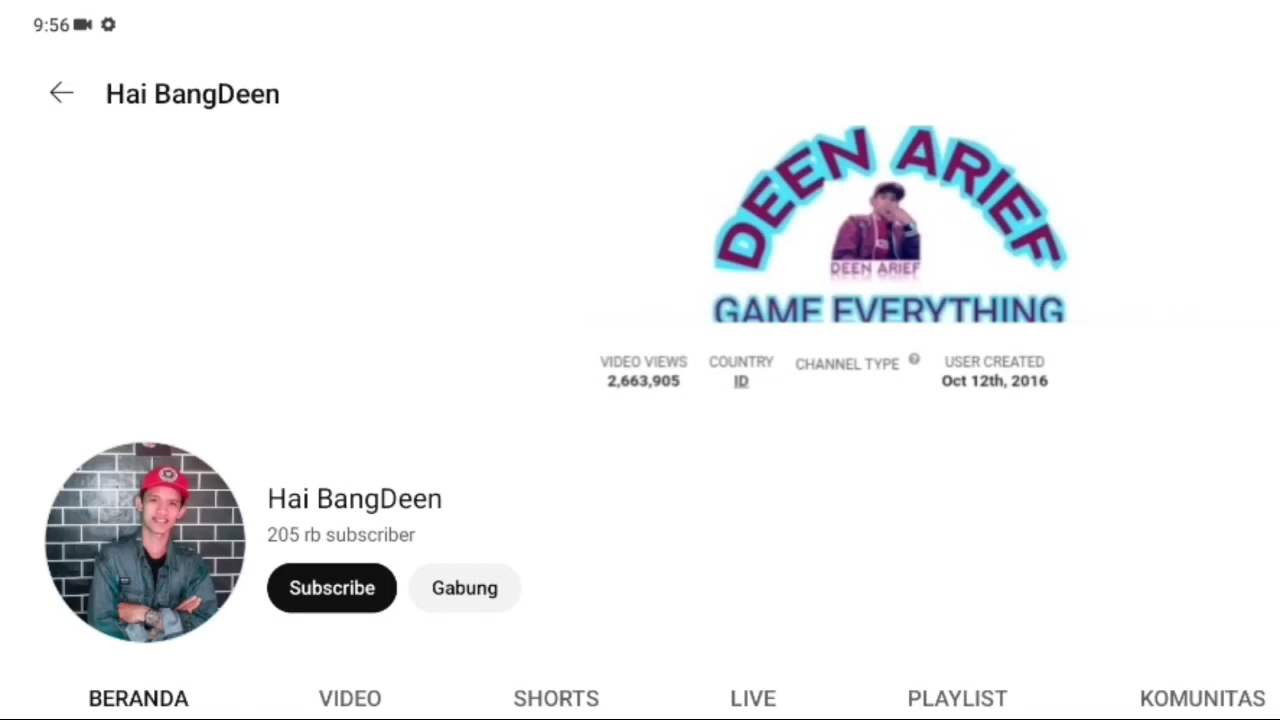 9:56
Hai BangDeen
DEEN ARIEF
DEEN ARIEF
GAME EVERYTHING
VIDEO VIEWS COUNTRY CHANNEL TYPE USER CREATED
2,663,905 ID Oct 12th, 2016
Hai BangDeen
205 rb subscriber
Subscribe Gabung
BERANDA VIDEO SHORTS LIVE PLAYLIST KOMUNITAS